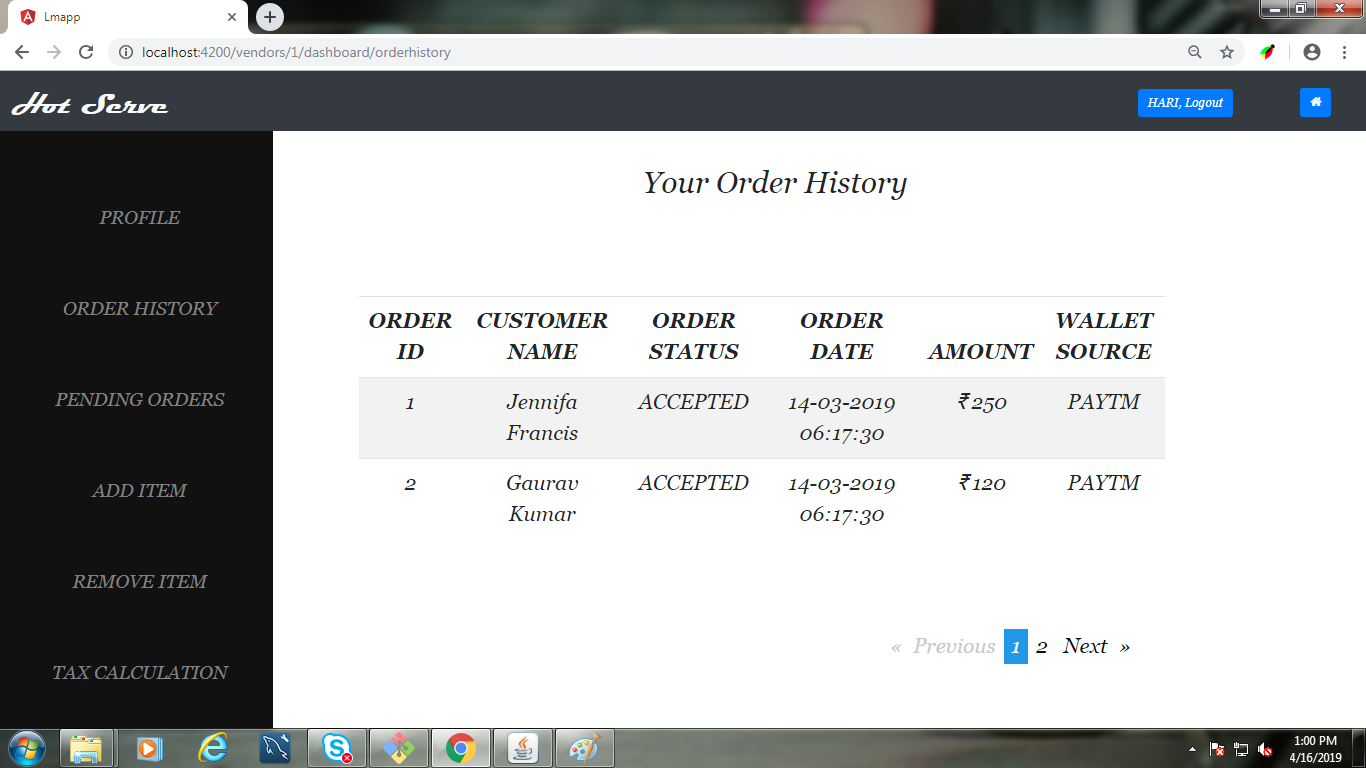 Lmapp
localhost:4200/vendors/1/dashboard/orderhistory
Hot Serve
HARI, Logout
PROFILE
ORDER HISTORY
PENDING ORDERS
ADD ITEM
REMOVE ITEM
TAX CALCULATION
Your Order History
ORDER ID CUSTOMER NAME ORDER STATUS ORDER DATE AMOUNT WALLET SOURCE
1 Jennifa Francis ACCEPTED 14-03-2019 06:17:30 ₹250 PAYTM
2 Gaurav Kumar ACCEPTED 14-03-2019 06:17:30 ₹120 PAYTM
« Previous 1 2 Next »
1:00 PM
4/16/2019